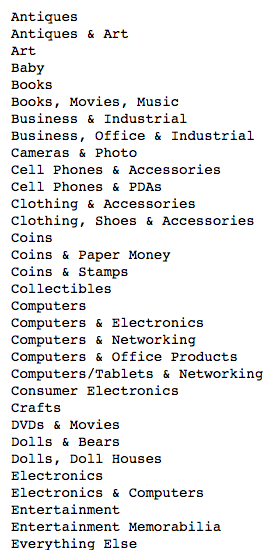 Antiques
Antiques & Art
Art
Baby
Books
Books, Movies, Music
Business & Industrial
Business, Office & Industrial
Cameras & Photo
Cell Phones & Accessories
Cell Phones & PDAs
Clothing & Accessories
Clothing, Shoes & Accessories
Coins
Coins & Paper Money
Coins & Stamps
Collectibles
Computers
Computers & Electronics
Computers & Networking
Computers & Office Products
Computers/Tablets & Networking
Consumer Electronics
Crafts
DVDs & Movies
Dolls & Bears
Dolls, Doll Houses
Electronics
Electronics & Computers
Entertainment
Entertainment Memorabilia
Everything Else